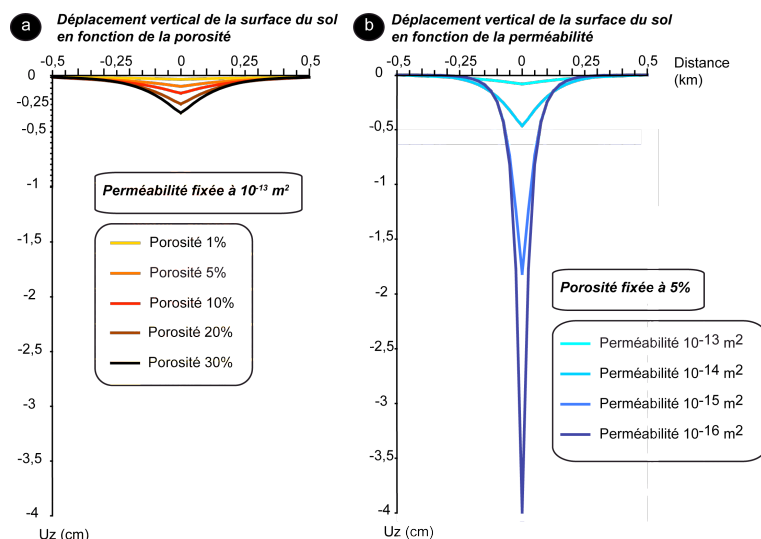 a
Déplacement vertical de la surface du sol
en fonction de la porosité
-0,5
-0,25
0
0,25
0,5
0
-0,25
-0,5
-1
-1,5
-2
-2,5
-3
-3,5
-4
Uz (cm)
Perméabilité fixée à 10⁻¹³ m²
Porosité 1%
Porosité 5%
Porosité 10%
Porosité 20%
Porosité 30%
b
Déplacement vertical de la surface du sol
en fonction de la perméabilité
-0,5
-0,25
0
0,25
0,5
Distance
(km)
0
-0,5
-1
-1,5
-2
-2,5
-3
-3,5
-4
Uz (cm)
Porosité fixée à 5%
Perméabilité 10⁻¹³ m²
Perméabilité 10⁻¹⁴ m²
Perméabilité 10⁻¹⁵ m²
Perméabilité 10⁻¹⁶ m²